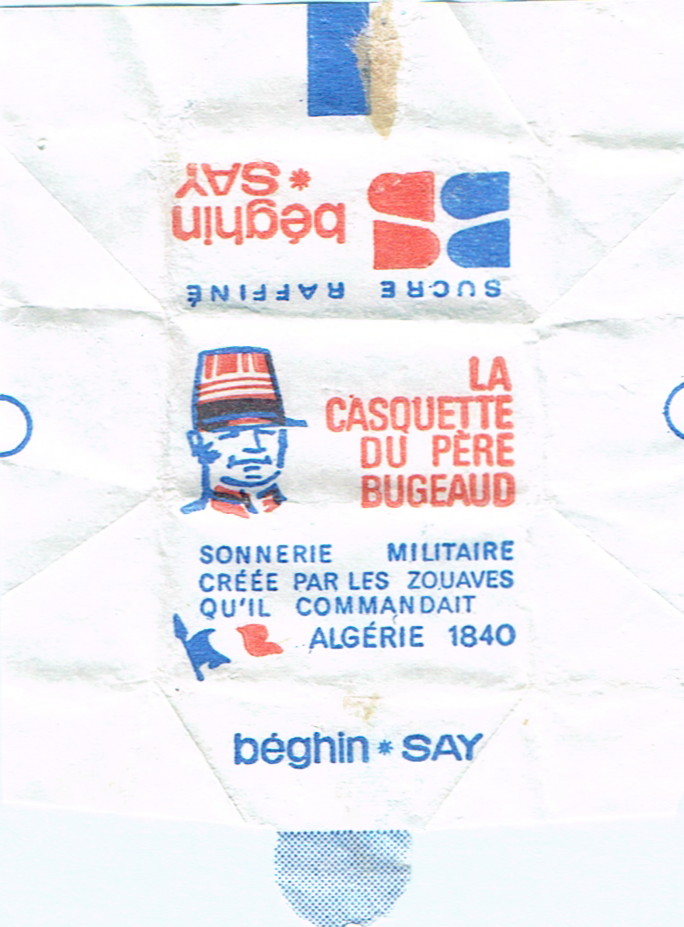 béghin * SAY
SUCRE RAFFINÉ
LA
CASQUETTE
DU PÈRE
BUGEAUD
SONNERIE MILITAIRE
CRÉÉE PAR LES ZOUAVES
QU'IL COMMANDAIT
ALGÉRIE 1840
béghin * SAY